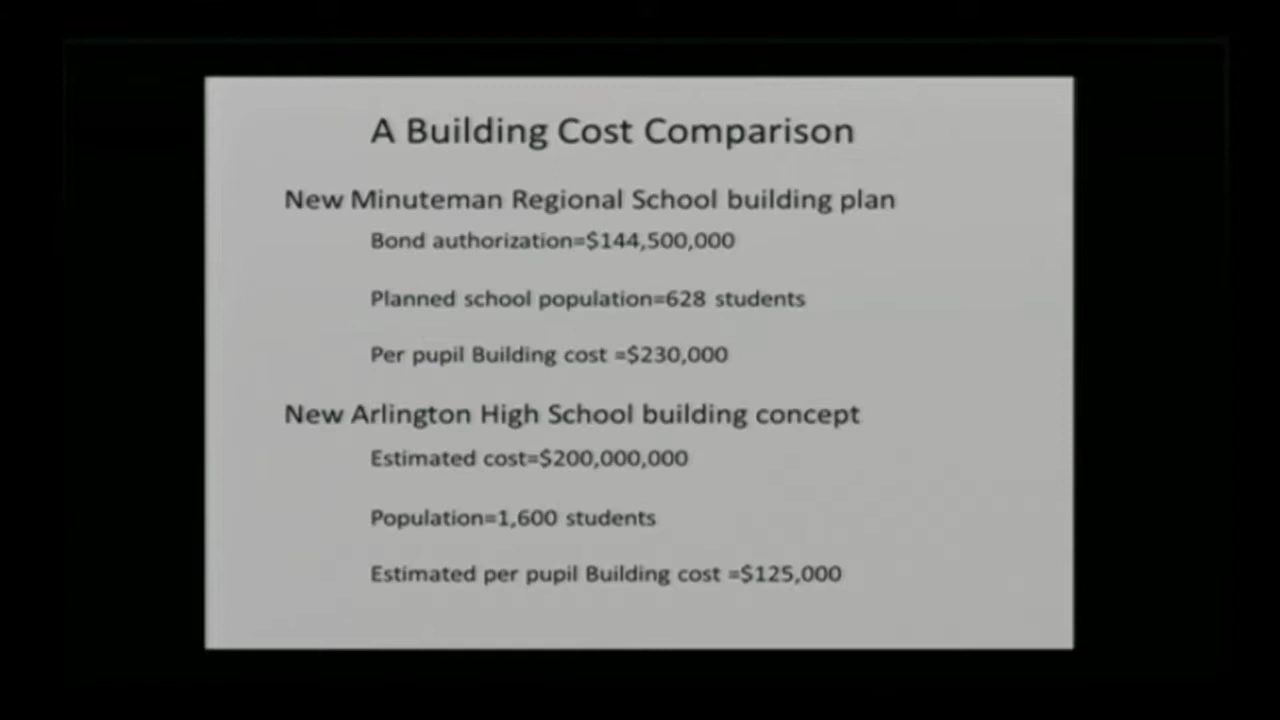 A Building Cost Comparison
New Minuteman Regional School building plan
Bond authorization=$144,500,000
Planned school population=628 students
Per pupil Building cost =$230,000
New Arlington High School building concept
Estimated cost=$200,000,000
Population=1,600 students
Estimated per pupil Building cost =$125,000